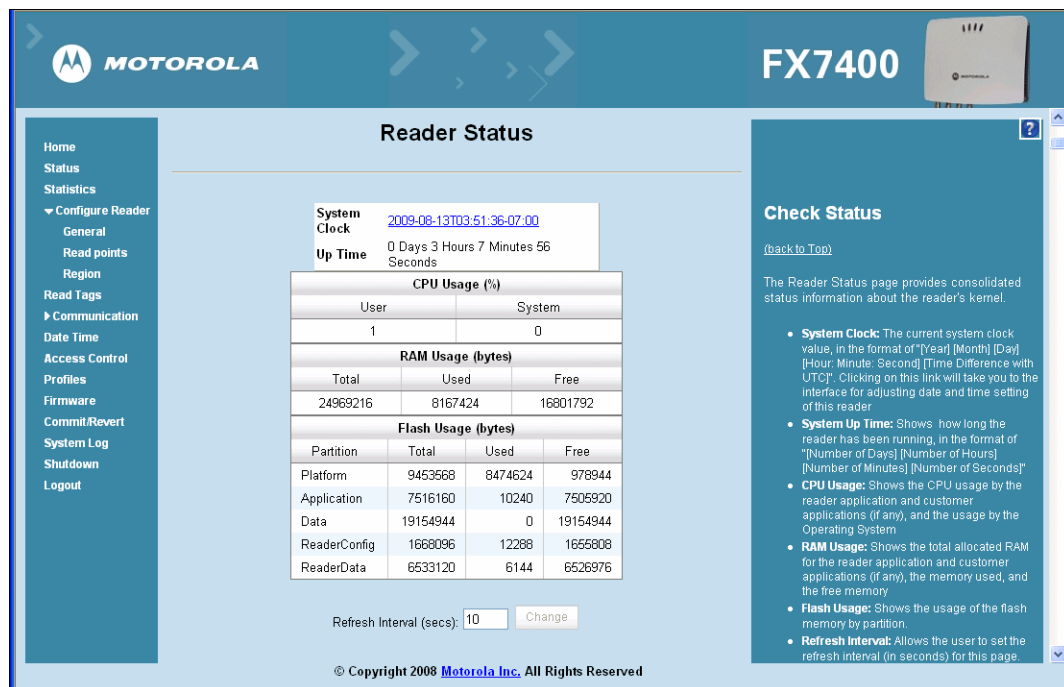 MOTOROLA
FX7400
MOTOROLA
Home
Status
Statistics
Configure Reader
General
Read points
Region
Read Tags
Communication
Date Time
Access Control
Profiles
Firmware
Commit/Revert
System Log
Shutdown
Logout
Reader Status
System Clock 2009-08-13T03:51:36-07:00
Up Time 0 Days 3 Hours 7 Minutes 56
Seconds
CPU Usage (%)
User System
1 0
RAM Usage (bytes)
Total Used Free
24969216 8167424 16801792
Flash Usage (bytes)
Partition Total Used Free
Platform 9453568 8474624 978944
Application 7516160 10240 7505920
Data 19154944 0 19154944
ReaderConfig 1668096 12288 1655808
ReaderData 6533120 6144 6526976
Refresh Interval (secs): 10 Change
© Copyright 2008 Motorola Inc. All Rights Reserved
?
Check Status
(back to Top)
The Reader Status page provides consolidated
status information about the reader's kernel.
• System Clock: The current system clock
value, in the format of "[Year] [Month] [Day]
[Hour: Minute: Second] [Time Difference with
UTC]". Clicking on this link will take you to the
interface for adjusting date and time setting
of this reader
• System Up Time: Shows how long the
reader has been running, in the format of
"[Number of Days] [Number of Hours]
[Number of Minutes] [Number of Seconds]"
• CPU Usage: Shows the CPU usage by the
reader application and customer
applications (if any), and the usage by the
Operating System
• RAM Usage: Shows the total allocated RAM
for the reader application and customer
applications (if any), the memory used, and
the free memory
• Flash Usage: Shows the usage of the flash
memory by partition.
• Refresh Interval: Allows the user to set the
refresh interval (in seconds) for this page.